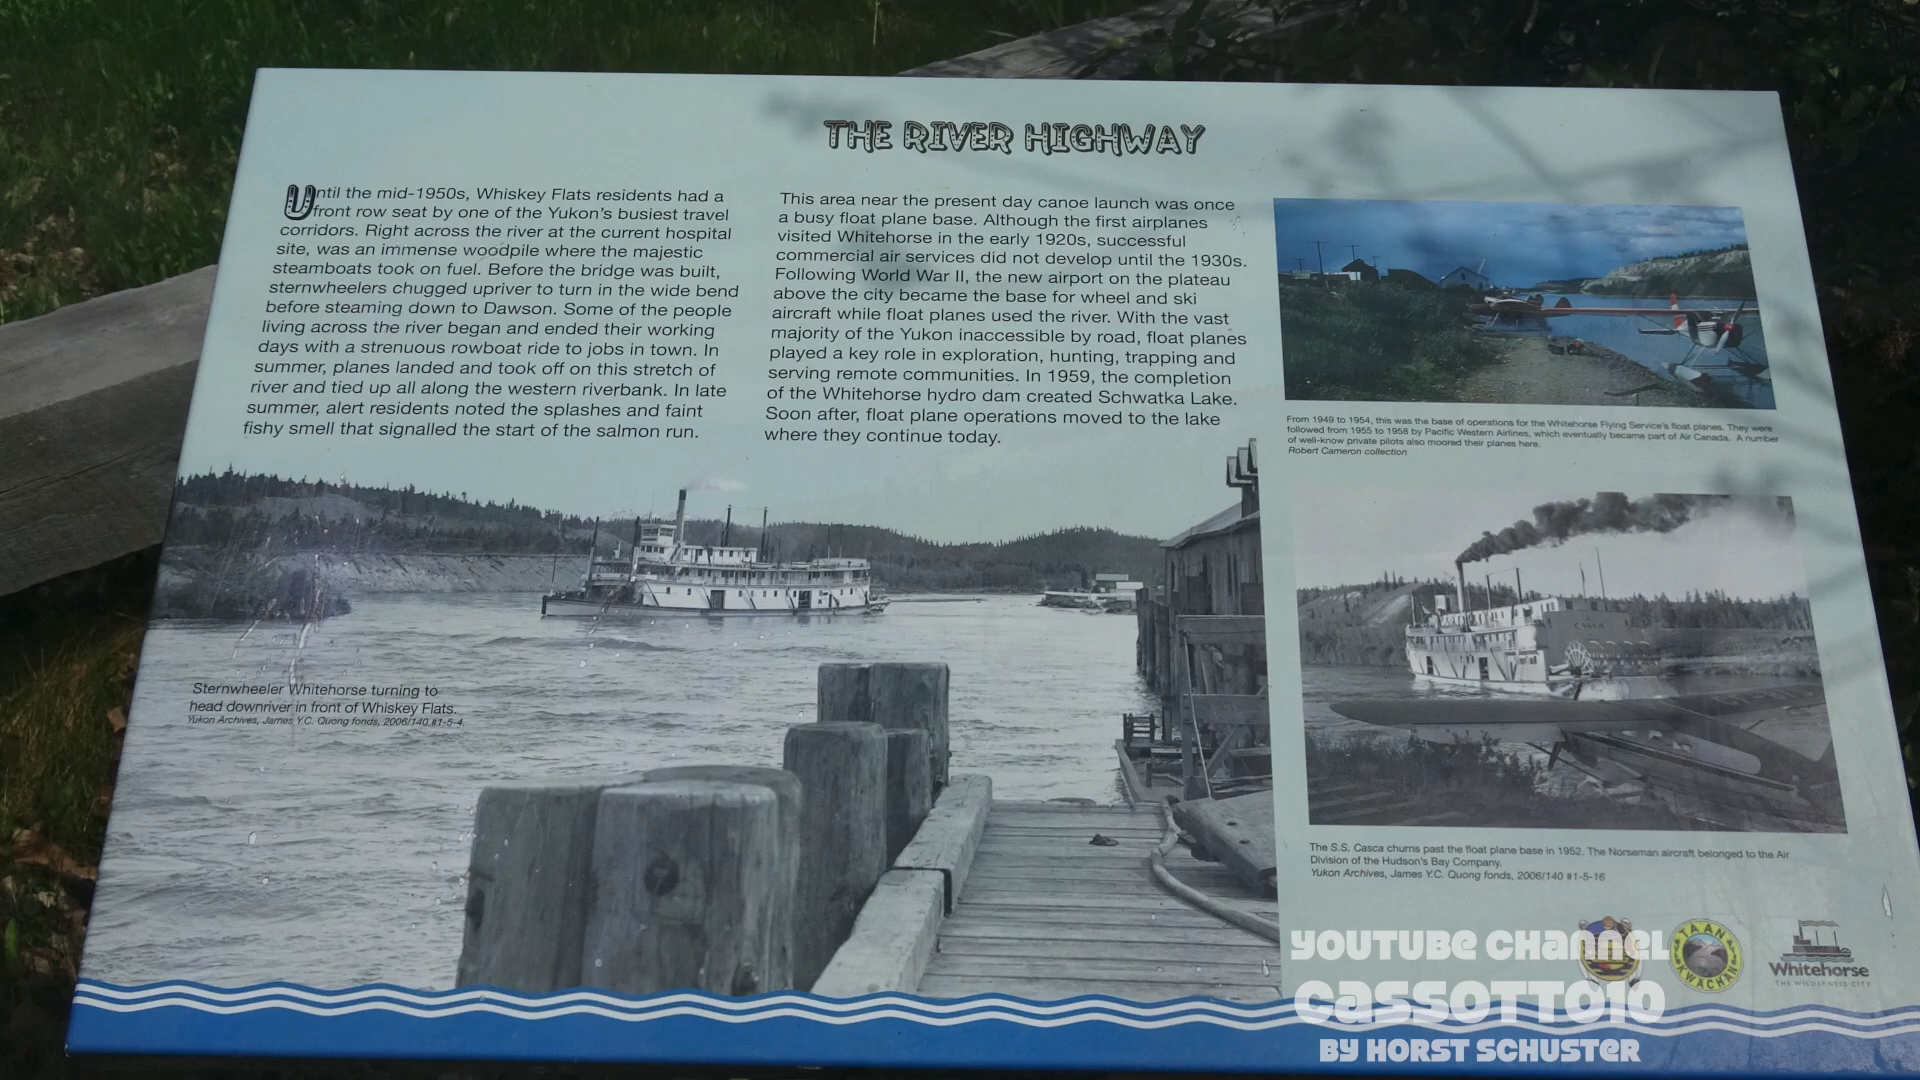 THE RIVER HIGHWAY
Until the mid-1950s, Whiskey Flats residents had a
front row seat by one of the Yukon's busiest travel
corridors. Right across the river at the current hospital
site, was an immense woodpile where the majestic
steamboats took on fuel. Before the bridge was built,
sternwheelers chugged upriver to turn in the wide bend
before steaming down to Dawson. Some of the people
living across the river began and ended their working
days with a strenuous rowboat ride to jobs in town. In
summer, planes landed and took off on this stretch of
river and tied up all along the western riverbank. In late
summer, alert residents noted the splashes and faint
fishy smell that signalled the start of the salmon run.
This area near the present day canoe launch was once
a busy float plane base. Although the first airplanes
visited Whitehorse in the early 1920s, successful
commercial air services did not develop until the 1930s.
Following World War II, the new airport on the plateau
above the city became the base for wheel and ski
aircraft while float planes used the river. With the vast
majority of the Yukon inaccessible by road, float planes
played a key role in exploration, hunting, trapping and
serving remote communities. In 1959, the completion
of the Whitehorse hydro dam created Schwatka Lake.
Soon after, float plane operations moved to the lake
where they continue today.
From 1949 to 1954, this was the base of operations for the Whitehorse Flying Service's float planes. They were
followed from 1955 to 1958 by Pacific Western Airlines, which eventually became part of Air Canada. A number
of well-know private pilots also moored their planes here.
Robert Cameron collection
Sternwheeler Whitehorse turning to
head downriver in front of Whiskey Flats.
Yukon Archives, James Y.C. Quong fonds, 2006/140 #1-5-4.
CASCA
The S.S. Casca churns past the float plane base in 1952. The Norseman aircraft belonged to the Air
Division of the Hudson's Bay Company.
Yukon Archives, James Y.C. Quong fonds, 2006/140 #1-5-16
TA'AN
KWACH'AN
Whitehorse
THE WILDERNESS CITY
YOUTUBE CHANNEL
CASSOTTO10
BY HORST SCHUSTER